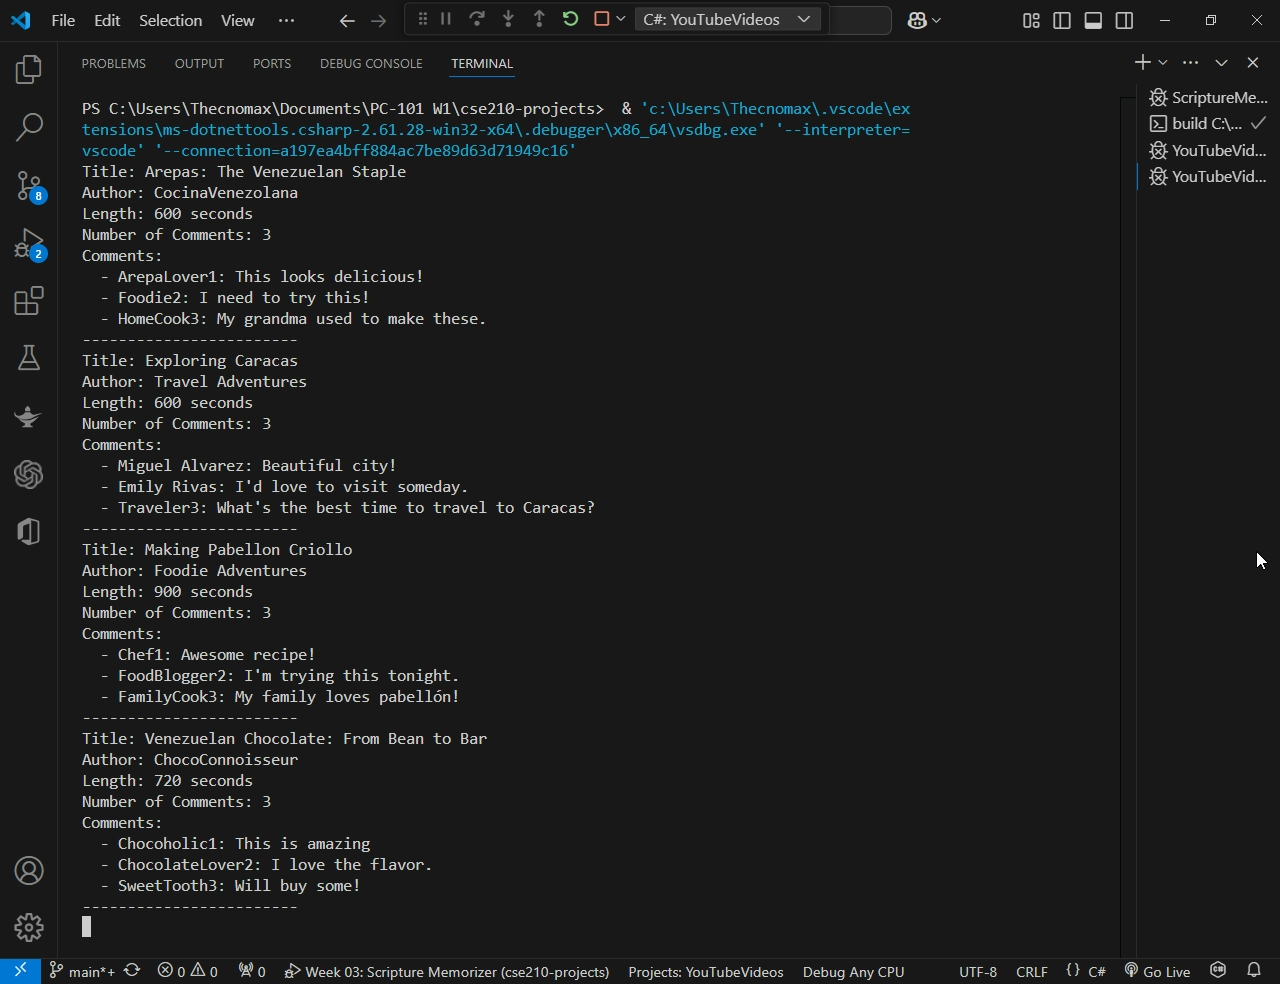 File Edit Selection View ··· C#: YouTubeVideos
PROBLEMS OUTPUT PORTS DEBUG CONSOLE TERMINAL
PS C:\Users\Thecnomax\Documents\PC-101 W1\cse210-projects>  & 'c:\Users\Thecnomax\.vscode\ex
tensions\ms-dotnettools.csharp-2.61.28-win32-x64\.debugger\x86_64\vsdbg.exe' '--interpreter=
vscode' '--connection=a197ea4bff884ac7be89d63d71949c16'
Title: Arepas: The Venezuelan Staple
Author: CocinaVenezolana
Length: 600 seconds
Number of Comments: 3
Comments:
- ArepaLover1: This looks delicious!
- Foodie2: I need to try this!
- HomeCook3: My grandma used to make these.
------------------------
Title: Exploring Caracas
Author: Travel Adventures
Length: 600 seconds
Number of Comments: 3
Comments:
- Miguel Alvarez: Beautiful city!
- Emily Rivas: I'd love to visit someday.
- Traveler3: What's the best time to travel to Caracas?
------------------------
Title: Making Pabellon Criollo
Author: Foodie Adventures
Length: 900 seconds
Number of Comments: 3
Comments:
- Chef1: Awesome recipe!
- FoodBlogger2: I'm trying this tonight.
- FamilyCook3: My family loves pabellón!
------------------------
Title: Venezuelan Chocolate: From Bean to Bar
Author: ChocoConnoisseur
Length: 720 seconds
Number of Comments: 3
Comments:
- Chocoholic1: This is amazing
- ChocolateLover2: I love the flavor.
- SweetTooth3: Will buy some!
------------------------
ScriptureMe...
build C:\...
YouTubeVid...
YouTubeVid...
8
2
main*+ 0 0 0 Week 03: Scripture Memorizer (cse210-projects) Projects: YouTubeVideos Debug Any CPU UTF-8 CRLF {} C# Go Live